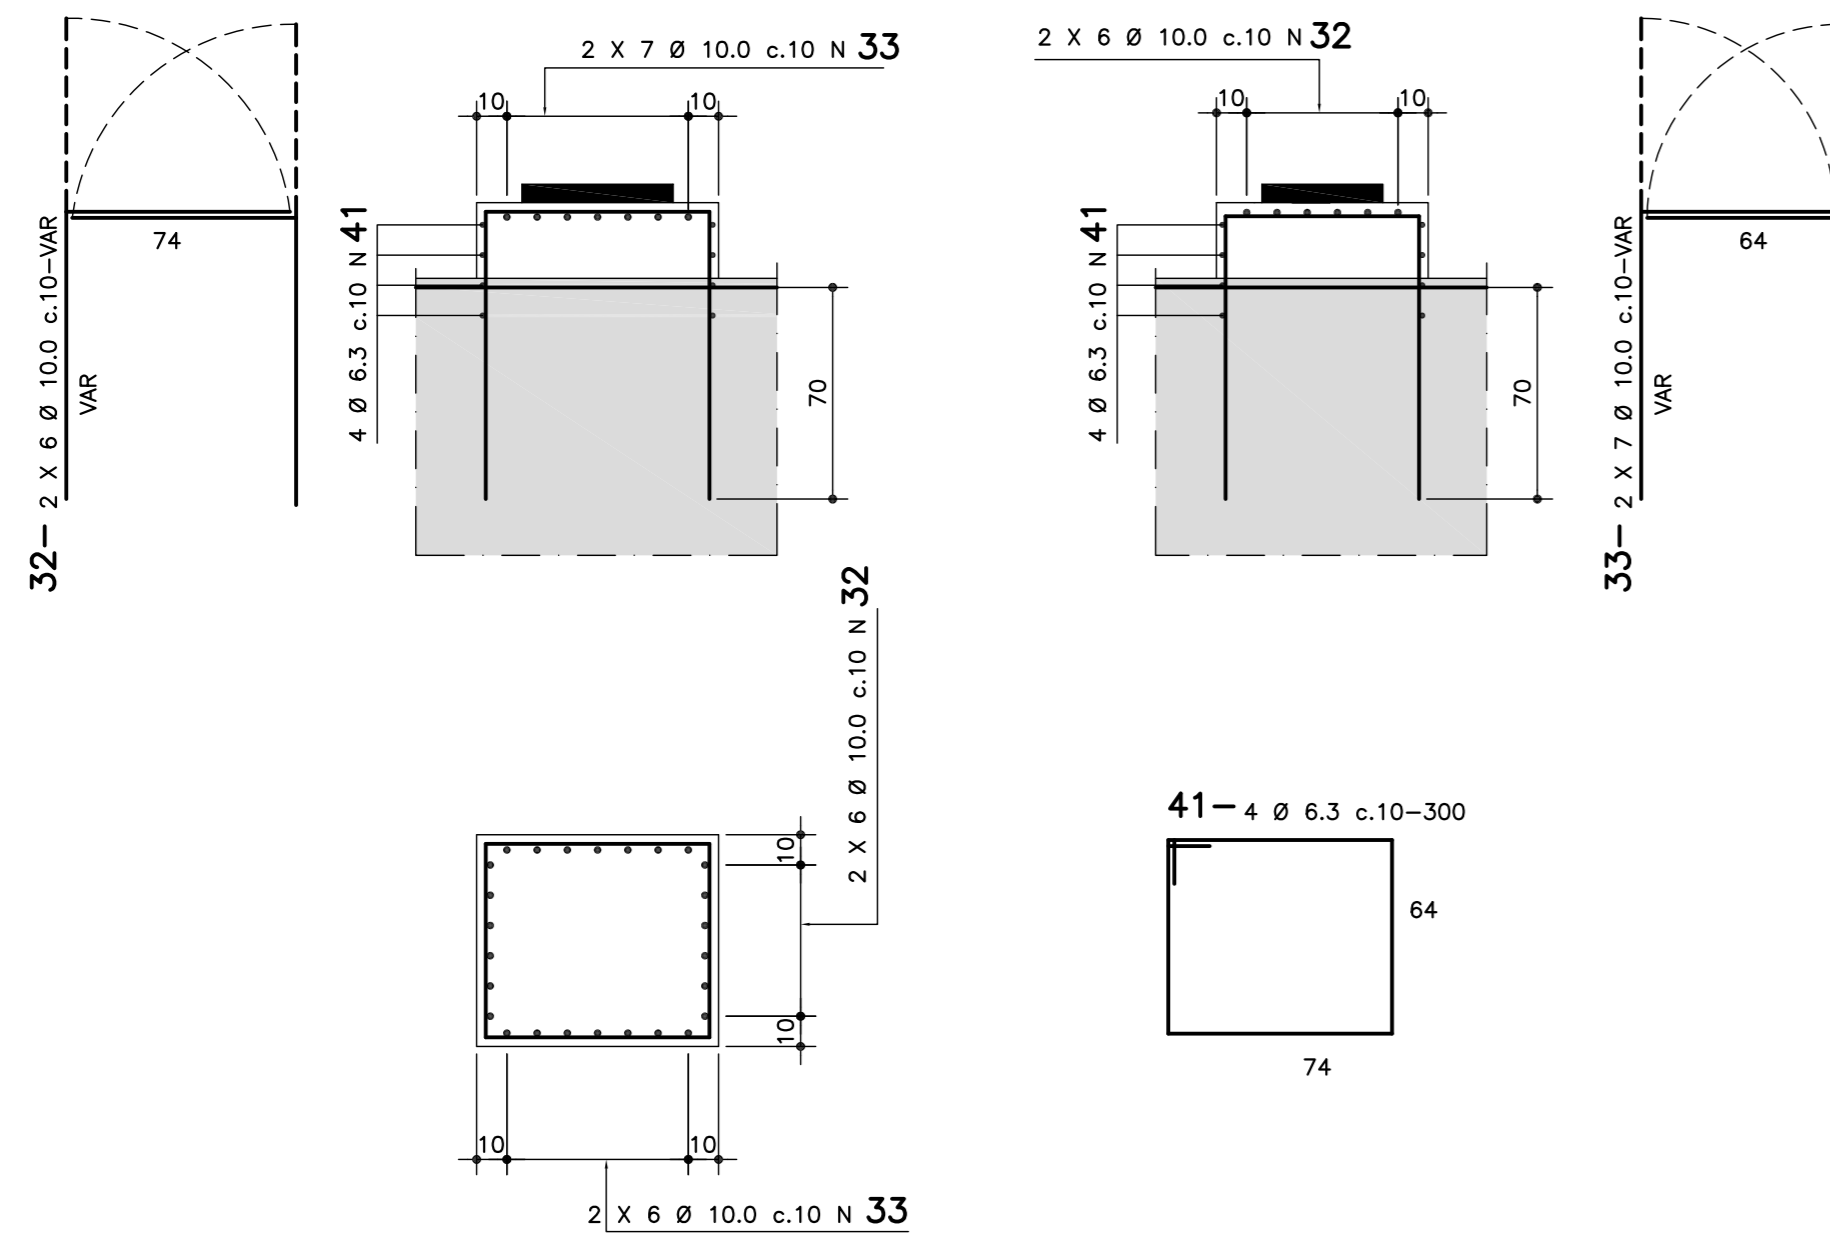 2 X 7 Ø 10.0 c.10 N 33
10
10
4 Ø 6.3 c.10 N 41
70
32- 2 X 6 Ø 10.0 c.10-VAR
74
VAR
2 X 6 Ø 10.0 c.10 N 32
10
10
4 Ø 6.3 c.10 N 41
70
33- 2 X 7 Ø 10.0 c.10-VAR
64
VAR
2 X 6 Ø 10.0 c.10 N 32
10
10
10
10
2 X 6 Ø 10.0 c.10 N 33
41- 4 Ø 6.3 c.10-300
64
74